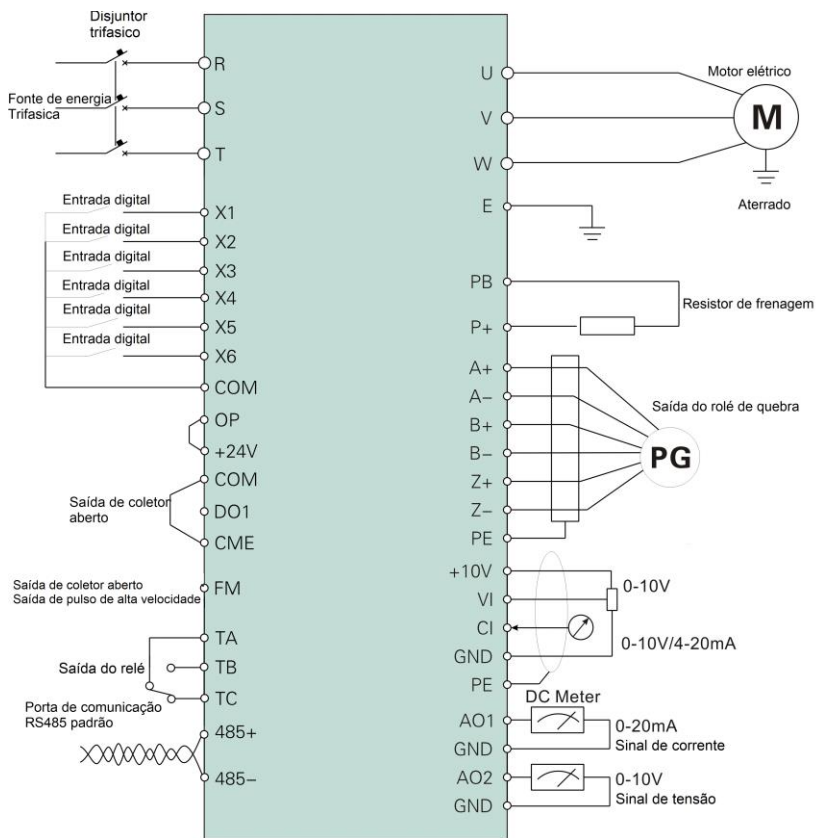 Disjuntor
trifasico
R
Fonte de energia
Trifasica
S
T
Entrada digital
X1
Entrada digital
X2
Entrada digital
X3
Entrada digital
X4
Entrada digital
X5
Entrada digital
X6
COM
OP
+24V
COM
Saída de coletor
aberto
DO1
CME
Saída de coletor aberto
Saída de pulso de alta velocidade
FM
TA
Saída do relé
TB
TC
Porta de comunicação
RS485 padrão
485+
485−
U
Motor elétrico
V
M
W
E
Aterrado
PB
Resistor de frenagem
P+
A+
A−
Saída do rolé de quebra
B+
B−
PG
Z+
Z−
PE
+10V
0-10V
VI
CI
0-10V/4-20mA
GND
PE
DC Meter
AO1
0-20mA
GND
Sinal de corrente
AO2
0-10V
Sinal de tensão
GND